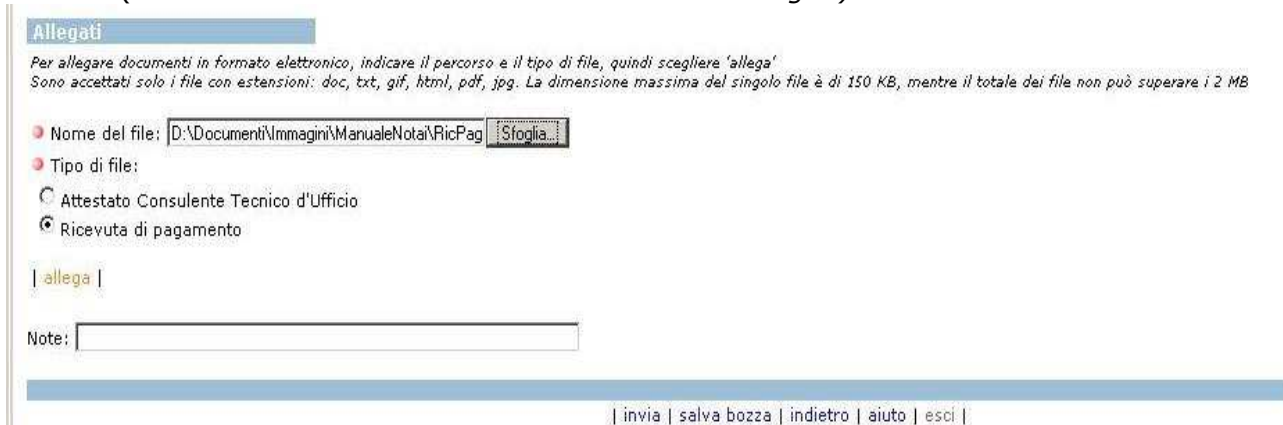 Allegati
Per allegare documenti in formato elettronico, indicare il percorso e il tipo di file, quindi scegliere 'allega'
Sono accettati solo i file con estensioni: doc, txt, gif, html, pdf, jpg. La dimensione massima del singolo file è di 150 KB, mentre il totale dei file non può superare i 2 MB
Nome del file: D:\Documenti\Immagini\ManualeNotai\RicPag Sfoglia...
Tipo di file:
Attestato Consulente Tecnico d'Ufficio
Ricevuta di pagamento
| allega |
Note:
| invia | salva bozza | indietro | aiuto | esci |